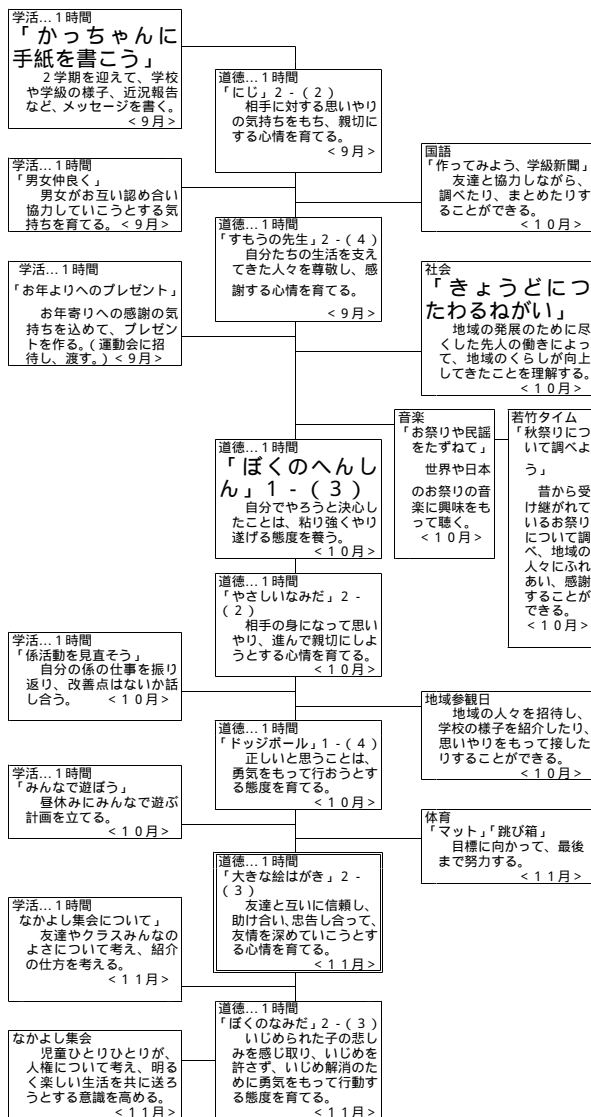 学活…１時間
「かっちゃんに
手紙を書こう」
２学期を迎えて、学校
や学級の様子、近況報告
など、メッセージを書く。
<９月>
道徳…１時間
「にじ」２-（２）
相手に対する思いやり
の気持ちをもち、親切に
する心情を育てる。
<９月>
学活…１時間
「男女仲良く」
男女がお互い認め合い
協力していこうとする気
持ちを育てる。<９月>
国語
「作ってみよう、学級新聞」
友達と協力しながら、
調べたり、まとめたりす
ることができる。
<１０月>
道徳…１時間
「すもうの先生」２-（４）
自分たちの生活を支え
てきた人々を尊敬し、感
謝する心情を育てる。
<９月>
学活…１時間
「お年よりへのプレゼント」
お年寄りへの感謝の気
持ちを込めて、プレゼン
トを作る。（運動会に招
待し、渡す。）<９月>
社会
「きょうどにつ
たわるねがい」
地域の発展のために尽
くした先人の働きによっ
て、地域のくらしが向上
してきたことを理解する。
<１０月>
音楽
「お祭りや民謡
をたずねて」
世界や日本
のお祭りの音
楽に興味をも
って聴く。
<１０月>
若竹タイム
「秋祭りにつ
いて調べよ
う」
昔から受
け継がれて
いるお祭り
について調
べ、地域の
人々にふれ
あい、感謝
することが
できる。
<１０月>
道徳…１時間
「ぼくのへんし
ん」１-（３）
自分でやろうと決心し
たことは、粘り強くやり
遂げる態度を養う。
<１０月>
道徳…１時間
「やさしいなみだ」２-
（２）
相手の身になって思い
やり、進んで親切にしよ
うとする心情を育てる。
<１０月>
学活…１時間
「係活動を見直そう」
自分の係の仕事を振り
返り、改善点はないか話
し合う。 <１０月>
地域参観日
地域の人々を招待し、
学校の様子を紹介したり、
思いやりをもって接した
りすることができる。
<１０月>
道徳…１時間
「ドッジボール」１-（４）
正しいと思うことは、
勇気をもって行おうとす
る態度を育てる。
<１０月>
学活…１時間
「みんなで遊ぼう」
昼休みにみんなで遊ぶ
計画を立てる。
<１０月>
体育
「マット」「跳び箱」
目標に向かって、最後
まで努力する。
<１１月>
道徳…１時間
「大きな絵はがき」２-
（３）
友達と互いに信頼し、
助け合い、忠告し合って、
友情を深めていこうとす
る心情を育てる。
<１１月>
学活…１時間
なかよし集会について」
友達やクラスみんなの
よさについて考え、紹介
の仕方を考える。
<１１月>
道徳…１時間
「ぼくのなみだ」２-（３）
いじめられた子の悲し
みを感じ取り、いじめを
許さず、いじめ解消のた
めに勇気をもって行動す
る態度を育てる。
<１１月>
なかよし集会
児童ひとりひとりが、
人権について考え、明る
く楽しい生活を共に送ろ
うとする意識を高める。
<１１月>